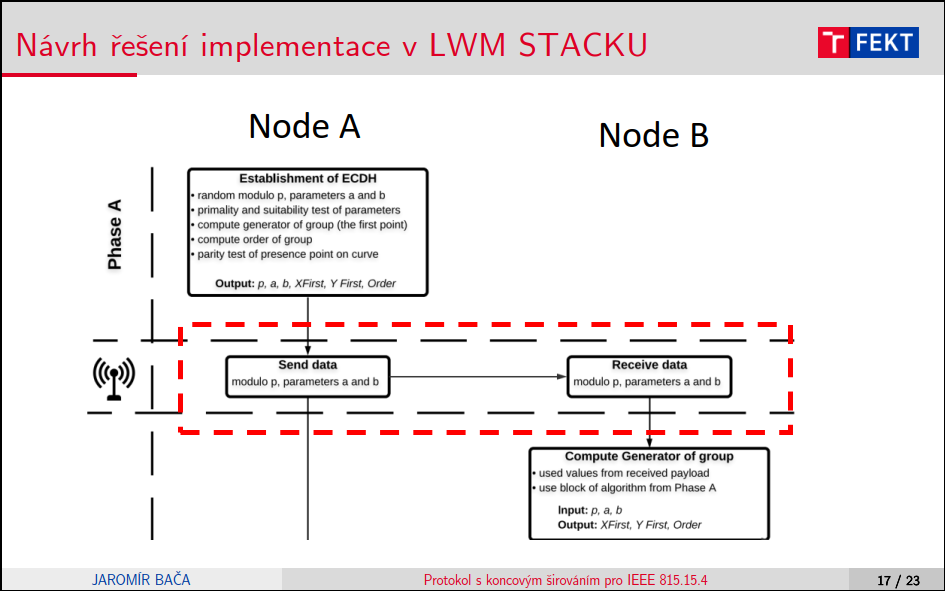 Návrh řešení implementace v LWM STACKU
T FEKT
Node A
Node B
Phase A
Establishment of ECDH
• random modulo p, parameters a and b
• primality and suitability test of parameters
• compute generator of group (the first point)
• compute order of group
• parity test of presence point on curve
Output: p, a, b, XFirst, Y First, Order
Send data
modulo p, parameters a and b
Receive data
modulo p, parameters a and b
Compute Generator of group
• used values from received payload
• use block of algorithm from Phase A
Input: p, a, b
Output: XFirst, Y First, Order
JAROMÍR BAČA
Protokol s koncovým šírováním pro IEEE 815.15.4
17 / 23